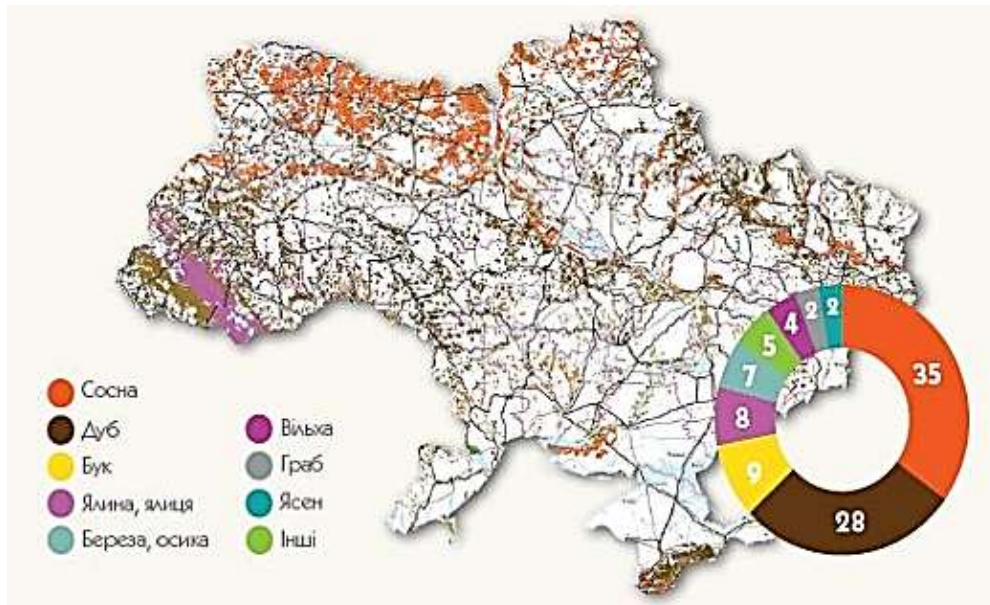 Сосна
Дуб
Бук
Ялина, ялиця
Береза, осика
Вільха
Граб
Ясен
Інші
35
28
9
8
7
5
4
2
2